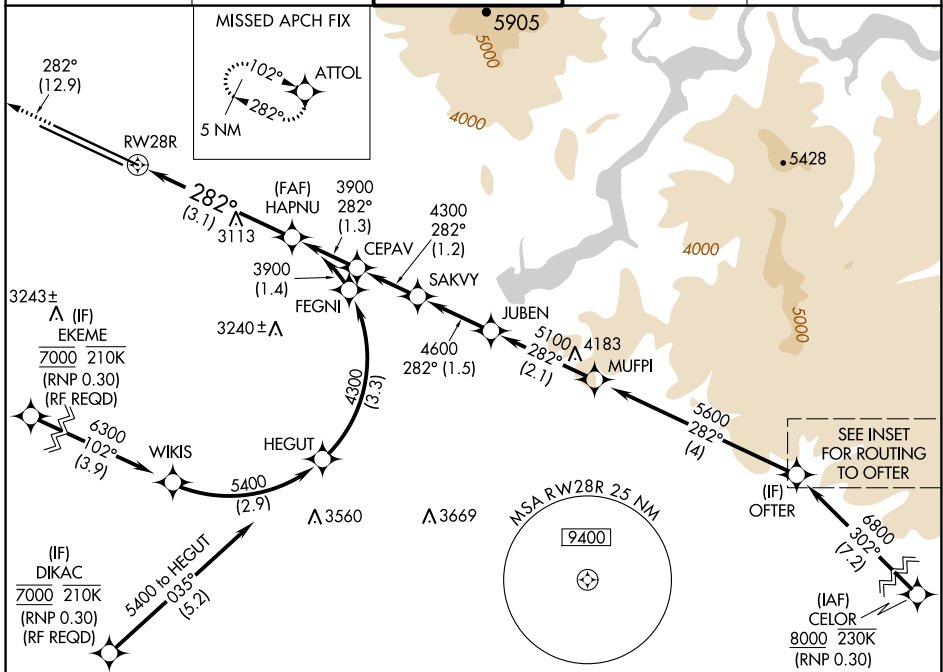 MISSED APCH FIX
102°
ATTOL
282°
5 NM
5905
5000
4000
282°
(12.9)
RW28R
282°
(3.1)
3113
(FAF)
HAPNU
3900
282°
(1.3)
CEPAV
4300
282°
(1.2)
SAKVY
3900
(1.4)
FEGNI
5428
4000
5000
JUBEN
4600
282° (1.5)
5100
282°
(2.1)
4183
MUFPI
3243±
(IF)
EKEME
7000 210K
(RNP 0.30)
(RF REQD)
3240±
6300
102°
(3.9)
WIKIS
4300
(3.3)
HEGUT
5400
(2.9)
5600
282°
(4)
SEE INSET
FOR ROUTING
TO OFTER
(IF)
OFTER
3560
3669
MSA RW28R 25 NM
9400
6800
302°
(7.2)
(IF)
DIKAC
7000 210K
(RNP 0.30)
(RF REQD)
5400 to HEGUT
035°
(5.2)
(IAF)
CELOR
8000 230K
(RNP 0.30)